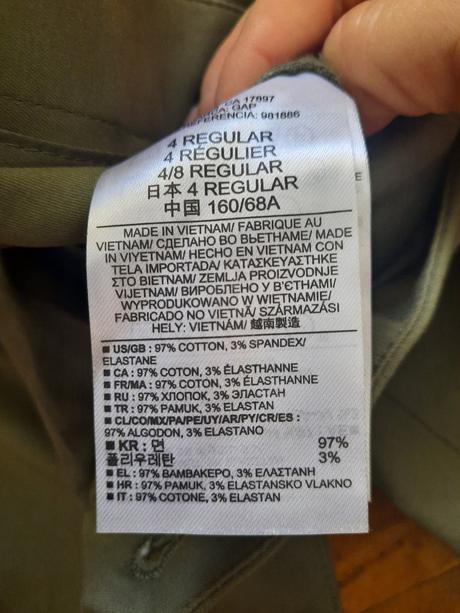 CA 17897
MARCA: GAP
REFERENCIA: 981886
4 REGULAR
4 RÉGULIER
4/8 REGULAR
日本 4 REGULAR
中国 160/68A
MADE IN VIETNAM/ FABRIQUE AU
VIETNAM/ СДЕЛАНО ВО ВЬЕТНАМЕ/ MADE
IN VIYETNAM/ HECHO EN VIETNAM CON
TELA IMPORTADA/ ΚΑΤΑΣΚΕΥΑΣΤΗΚΕ
ΣΤΟ ΒΙΕΤΝΑΜ/ ZEMLJA PROIZVODNJE
VIJETNAM/ ВИРОБЛЕНО У В'ЄТНАМІ/
WYPRODUKOWANO W WIETNAMIE/
FABRICADO NO VIETNÃ/ SZÁRMAZÁSI
HELY: VIETNÁM/ 越南製造
■ US/GB : 97% COTTON, 3% SPANDEX/
ELASTANE
■ CA : 97% COTON, 3% ÉLASTHANNE
■ FR/MA : 97% COTON, 3% ÉLASTHANNE
■ RU : 97% ХЛОПОК, 3% ЭЛАСТАН
■ TR : 97% PAMUK, 3% ELASTAN
■ CL/CO/MX/PA/PE/UY/AR/PY/CR/ES :
97% ALGODON, 3% ELASTANO
■ KR : 면 97%
폴리우레탄 3%
■ EL : 97% ΒΑΜΒΑΚΕΡΟ, 3% ΕΛΑΣΤΑΝΗ
■ HR : 97% PAMUK, 3% ELASTANSKO VLAKNO
■ IT : 97% COTONE, 3% ELASTAN